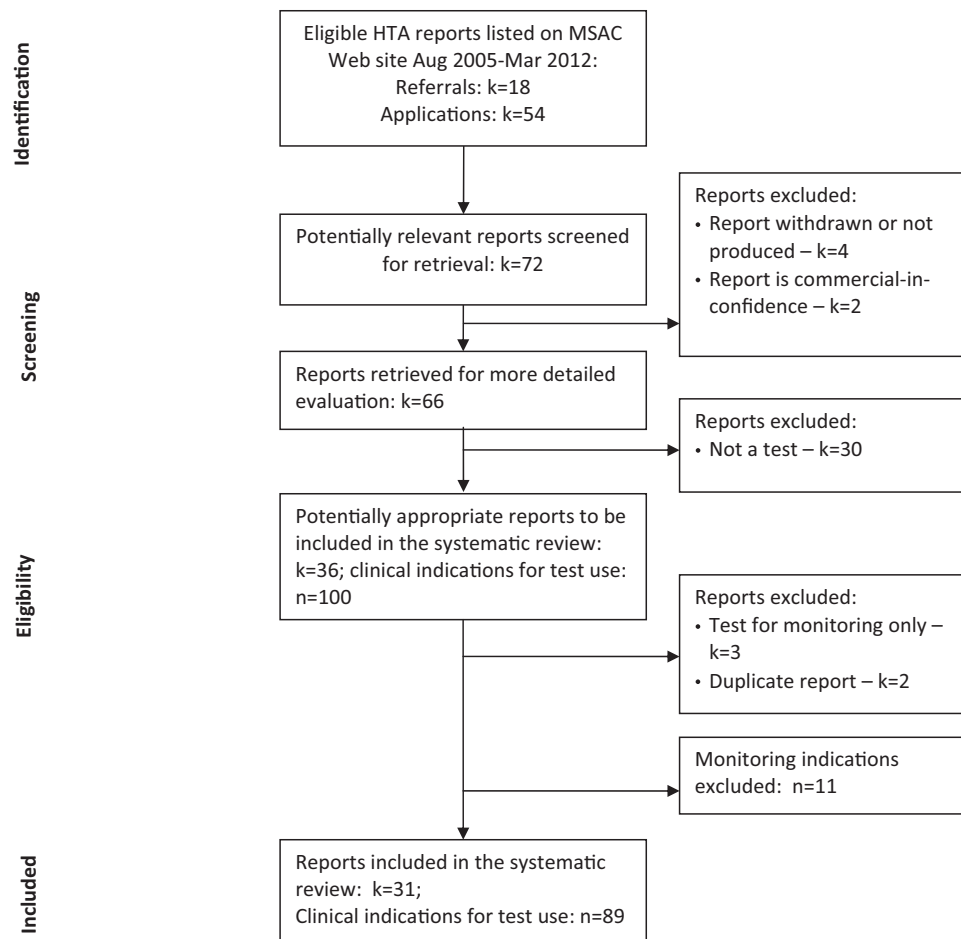 Identification
Eligible HTA reports listed on MSAC
Web site Aug 2005-Mar 2012:
Referrals: k=18
Applications: k=54
Screening
Potentially relevant reports screened
for retrieval: k=72
Reports excluded:
• Report withdrawn or not
produced – k=4
• Report is commercial-in-
confidence – k=2
Reports retrieved for more detailed
evaluation: k=66
Reports excluded:
• Not a test – k=30
Eligibility
Potentially appropriate reports to be
included in the systematic review:
k=36; clinical indications for test use:
n=100
Reports excluded:
• Test for monitoring only –
k=3
• Duplicate report – k=2
Monitoring indications
excluded:  n=11
Included
Reports included in the systematic
review:  k=31;
Clinical indications for test use: n=89